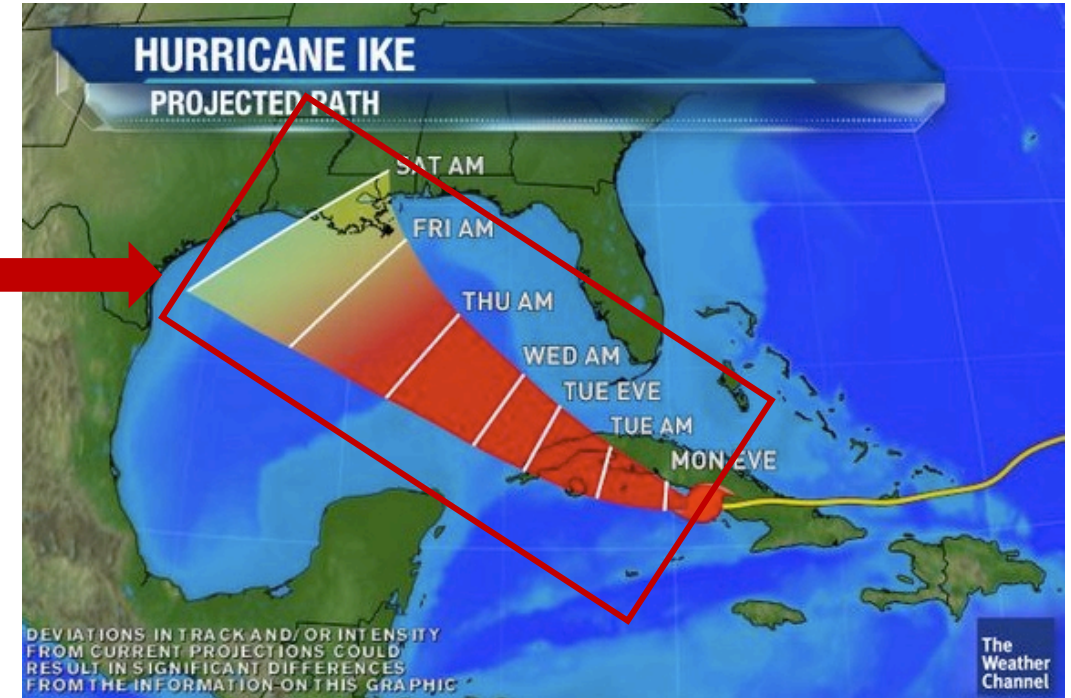 HURRICANE IKE
PROJECTED PATH
SAT AM
FRI AM
THU AM
WED AM
TUE EVE
TUE AM
MON EVE
DEVIATIONS IN TRACK AND/OR INTENSITY
FROM CURRENT PROJECTIONS COULD
RESULT IN SIGNIFICANT DIFFERENCES
FROM THE INFORMATION ON THIS GRAPHIC
The
Weather
Channel